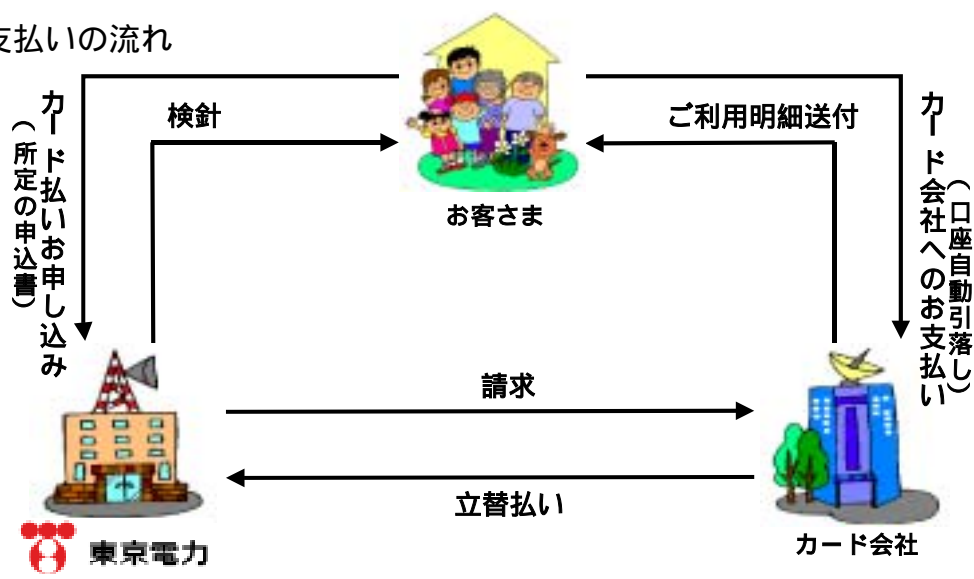 支払いの流れ
カード払いお申し込み
(所定の申込書)
検針
ご利用明細送付
カード会社へのお支払い
(口座自動引落し)
お客さま
請求
立替払い
東京電力
カード会社